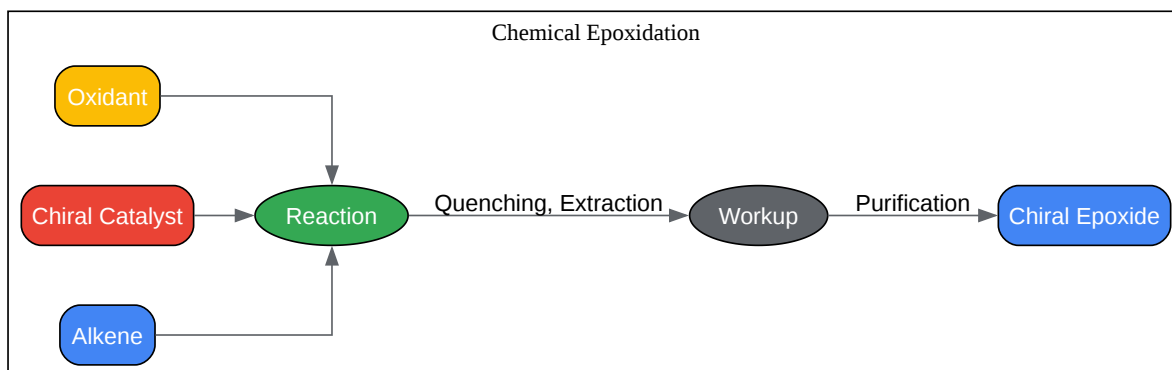 Chemical Epoxidation
Oxidant
Chiral Catalyst
Reaction
Quenching, Extraction
Workup
Purification
Chiral Epoxide
Alkene